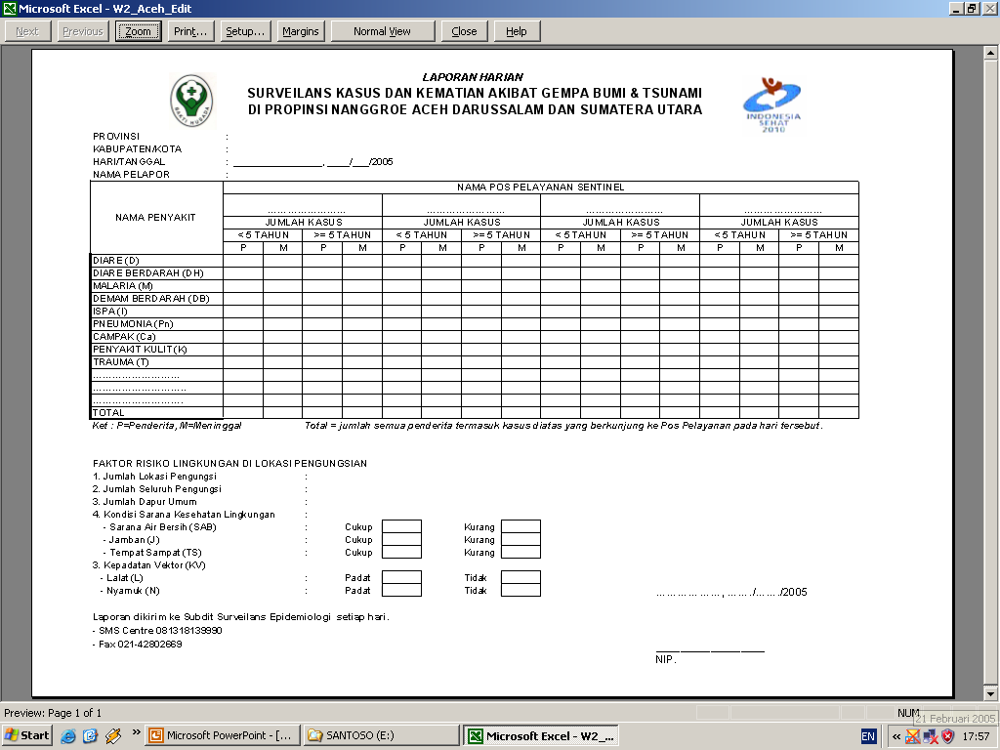 Microsoft Excel - W2_Aceh_Edit
Next Previous Zoom Print... Setup... Margins Normal View Close Help
LAPORAN HARIAN
SURVEILANS KASUS DAN KEMATIAN AKIBAT GEMPA BUMI & TSUNAMI
DI PROPINSI NANGGROE ACEH DARUSSALAM DAN SUMATERA UTARA
BAKTI HUSADA
INDONESIA
SEHAT
2010
PROVINSI :
KABUPATEN/KOTA :
HARI/TANGGAL : ________________, ____/___/2005
NAMA PELAPOR :
NAMA PENYAKIT
NAMA POS PELAYANAN SENTINEL
........................ ........................ ........................ ........................
JUMLAH KASUS JUMLAH KASUS JUMLAH KASUS JUMLAH KASUS
< 5 TAHUN >= 5 TAHUN < 5 TAHUN >= 5 TAHUN < 5 TAHUN >= 5 TAHUN < 5 TAHUN >= 5 TAHUN
P M P M P M P M P M P M P M P M
DIARE (D)
DIARE BERDARAH (DH)
MALARIA (M)
DEMAM BERDARAH (DB)
ISPA (I)
PNEUMONIA (Pn)
CAMPAK (Ca)
PENYAKIT KULIT (K)
TRAUMA (T)
...........................
.............................
............................
TOTAL
Ket : P=Penderita, M=Meninggal Total = jumlah semua penderita termasuk kasus diatas yang berkunjung ke Pos Pelayanan pada hari tersebut.
FAKTOR RISIKO LINGKUNGAN DI LOKASI PENGUNGSIAN
1. Jumlah Lokasi Pengungsi :
2. Jumlah Seluruh Pengungsi :
3. Jumlah Dapur Umum :
4. Kondisi Sarana Kesehatan Lingkungan :
- Sarana Air Bersih (SAB) : Cukup Kurang
- Jamban (J) : Cukup Kurang
- Tempat Sampat (TS) : Cukup Kurang
3. Kepadatan Vektor (KV)
- Lalat (L) : Padat Tidak
- Nyamuk (N) : Padat Tidak
..................., ......../......./2005
Laporan dikirim ke Subdit Surveilans Epidemiologi setiap hari.
- SMS Centre 081318139990
- Fax 021-42802669
___________________
NIP.
Preview: Page 1 of 1 NUM
21 Februari 2005
Start » Microsoft PowerPoint - [... SANTOSO (E:) Microsoft Excel - W2_... EN « 17:57